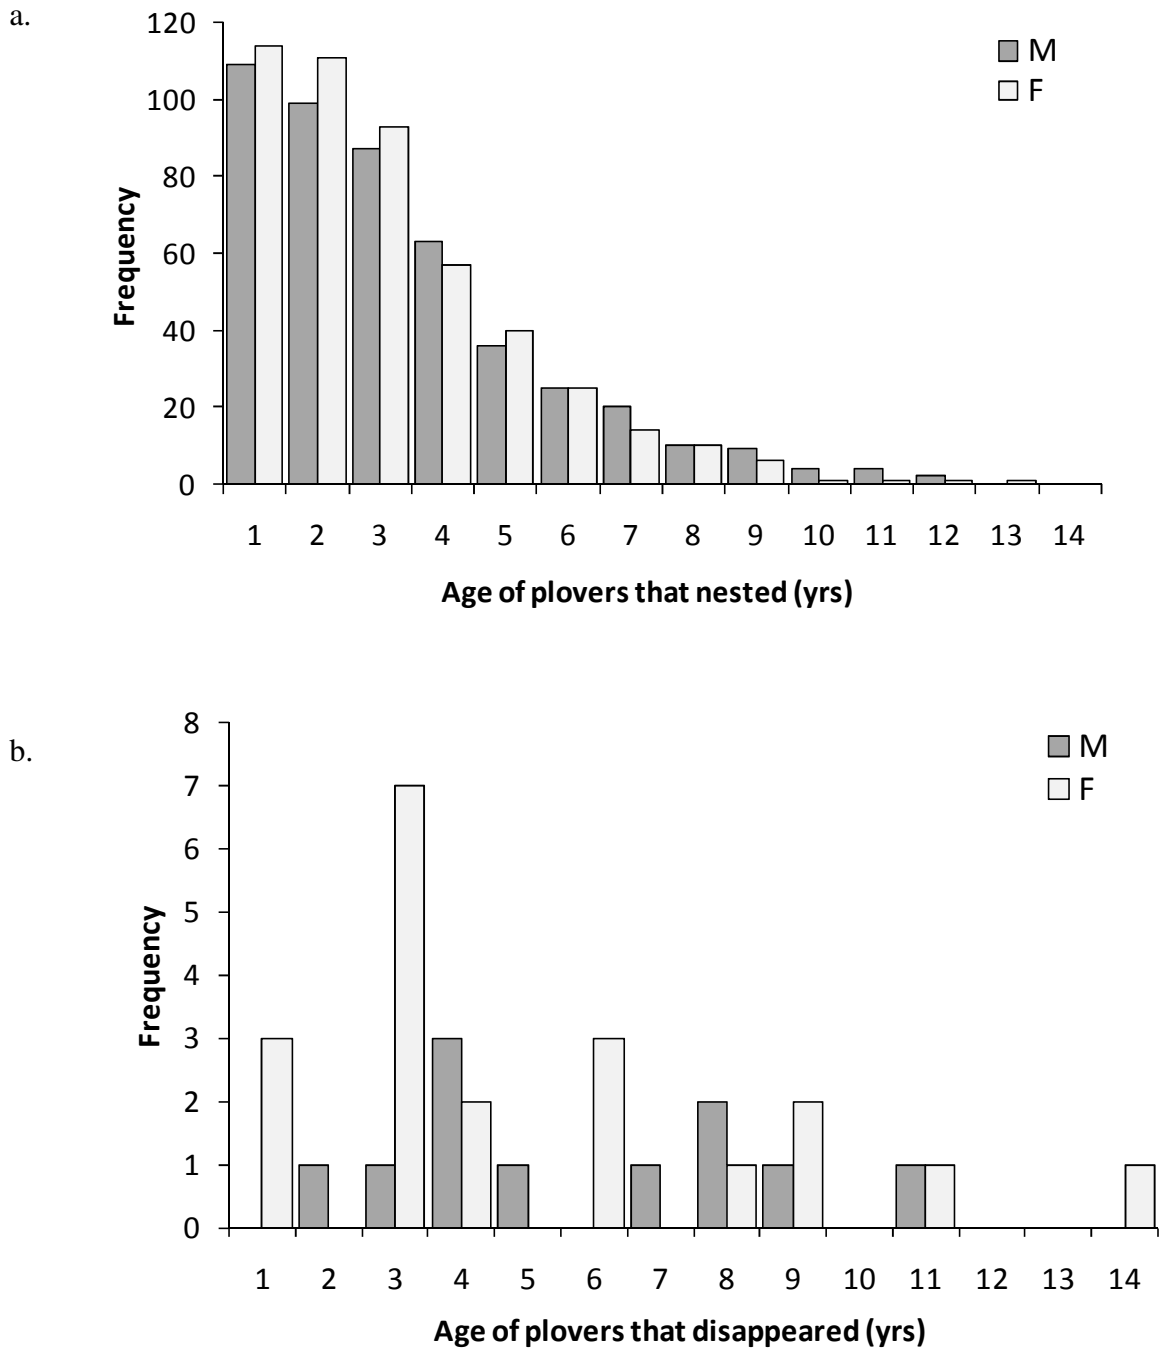 a.
120
100
80
60
40
20
0
Frequency
M
F
1 2 3 4 5 6 7 8 9 10 11 12 13 14
Age of plovers that nested (yrs)
b.
8
7
6
5
4
3
2
1
0
Frequency
M
F
1 2 3 4 5 6 7 8 9 10 11 12 13 14
Age of plovers that disappeared (yrs)